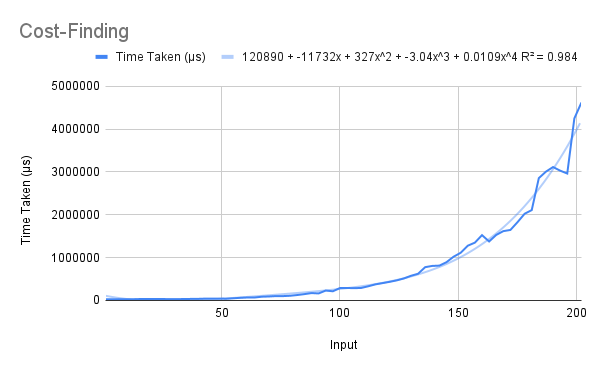 Cost-Finding
Time Taken (μs)
120890 + -11732x + 327x^2 + -3.04x^3 + 0.0109x^4 R² = 0.984
5000000
4000000
3000000
2000000
1000000
0
Time Taken (μs)
50
100
150
200
Input